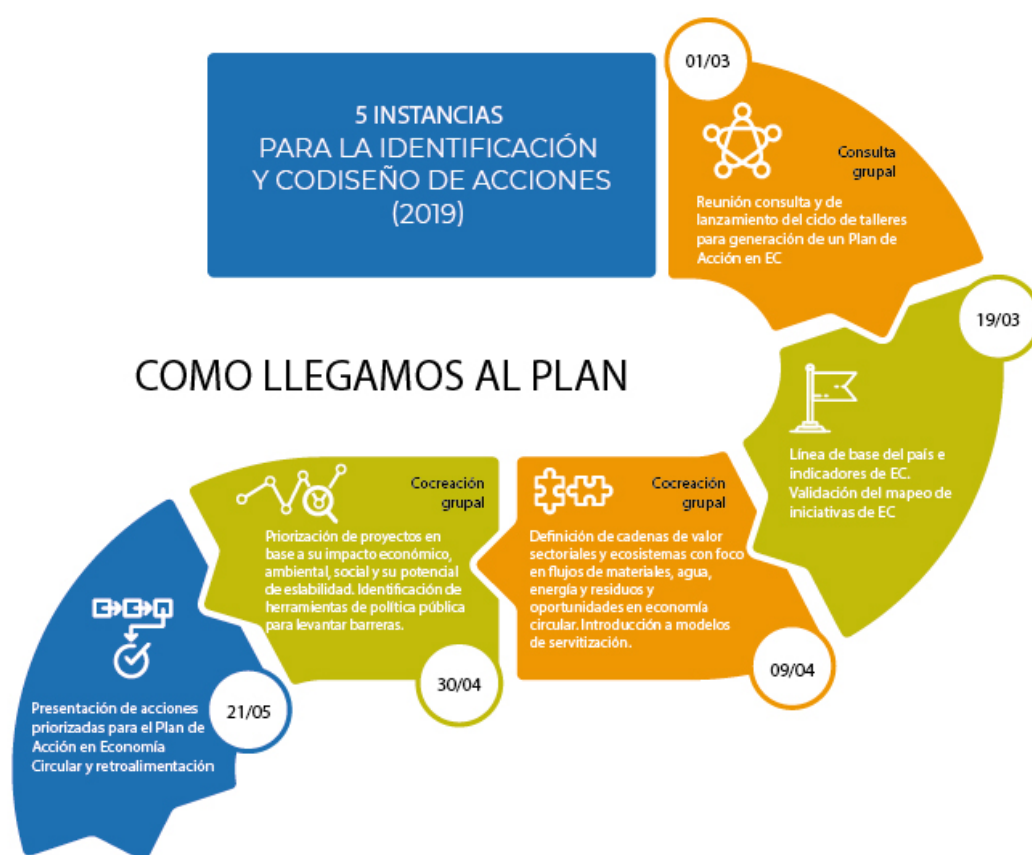 5 INSTANCIAS
PARA LA IDENTIFICACIÓN
Y CODISEÑO DE ACCIONES
(2019)
01/03
Consulta
grupal
Reunión consulta y de
lanzamiento del ciclo de talleres
para generación de un Plan de
Acción en EC
19/03
Línea de base del país e
indicadores de EC.
Validación del mapeo de
iniciativas de EC
COMO LLEGAMOS AL PLAN
Cocreación
grupal
Definición de cadenas de valor
sectoriales y ecosistemas con foco
en flujos de materiales, agua,
energía y residuos y
oportunidades en economía
circular. Introducción a modelos
de servitización.
09/04
Cocreación
grupal
Priorización de proyectos en
base a su impacto económico,
ambiental, social y su potencial
de eslabilidad. Identificación de
herramientas de política pública
para levantar barreras.
30/04
21/05
Presentación de acciones
priorizadas para el Plan de
Acción en Economía
Circular y retroalimentación